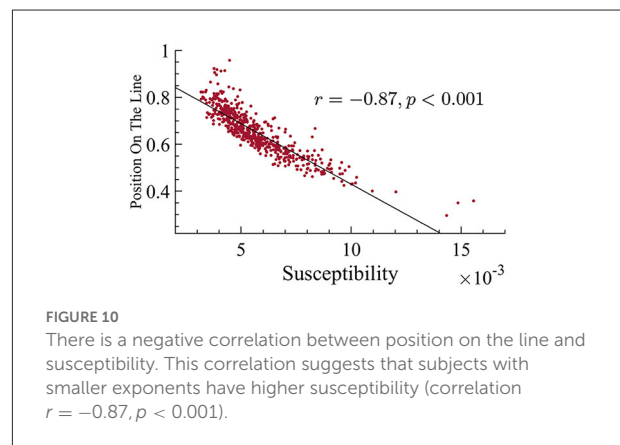 1
0.8
0.6
0.4
Position On The Line
r = −0.87, p < 0.001
5
10
15
Susceptibility
×10⁻³
FIGURE 10
There is a negative correlation between position on the line and
susceptibility. This correlation suggests that subjects with
smaller exponents have higher susceptibility (correlation
r = −0.87, p < 0.001).